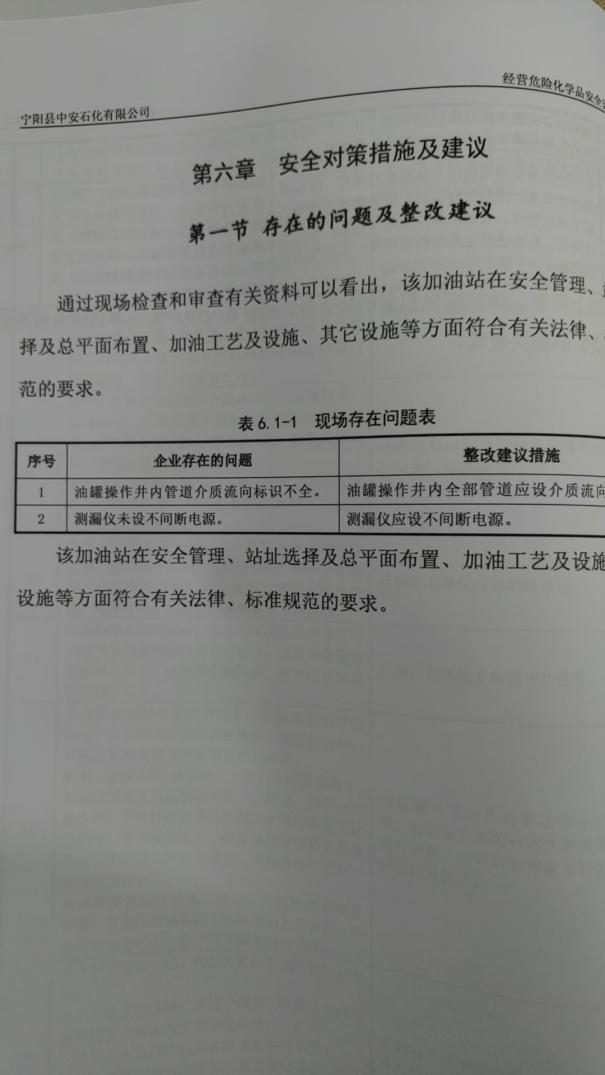 宁阳县中安石化有限公司
经营危险化学品安全
第六章 安全对策措施及建议
第一节 存在的问题及整改建议
通过现场检查和审查有关资料可以看出，该加油站在安全管理、
择及总平面布置、加油工艺及设施、其它设施等方面符合有关法律、
范的要求。
表 6.1-1 现场存在问题表
序号 企业存在的问题 整改建议措施
1 油罐操作井内管道介质流向标识不全。 油罐操作井内全部管道应设介质流向
2 测漏仪未设不间断电源。 测漏仪应设不间断电源。
该加油站在安全管理、站址选择及总平面布置、加油工艺及设施
设施等方面符合有关法律、标准规范的要求。